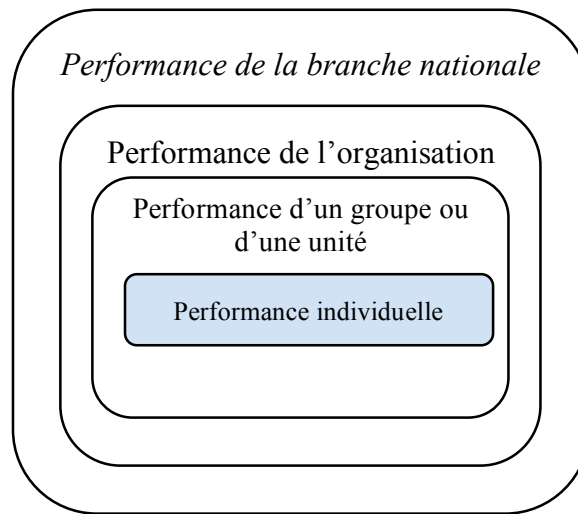 Performance de la branche nationale
Performance de l’organisation
Performance d’un groupe ou
d’une unité
Performance individuelle